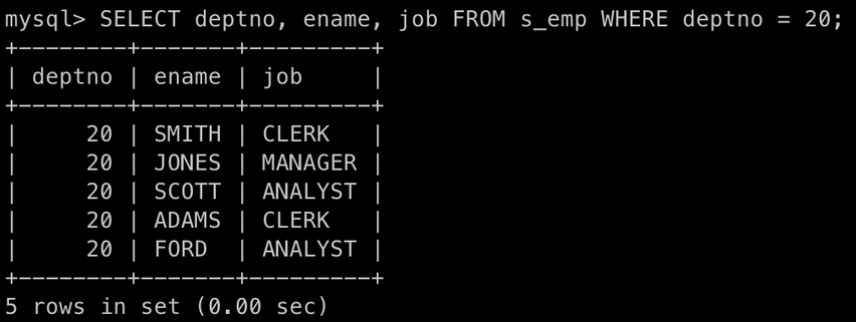 mysql> SELECT deptno, ename, job FROM s_emp WHERE deptno = 20;
+--------+-------+---------+
| deptno | ename | job     |
+--------+-------+---------+
|     20 | SMITH | CLERK   |
|     20 | JONES | MANAGER |
|     20 | SCOTT | ANALYST |
|     20 | ADAMS | CLERK   |
|     20 | FORD  | ANALYST |
+--------+-------+---------+
5 rows in set (0.00 sec)